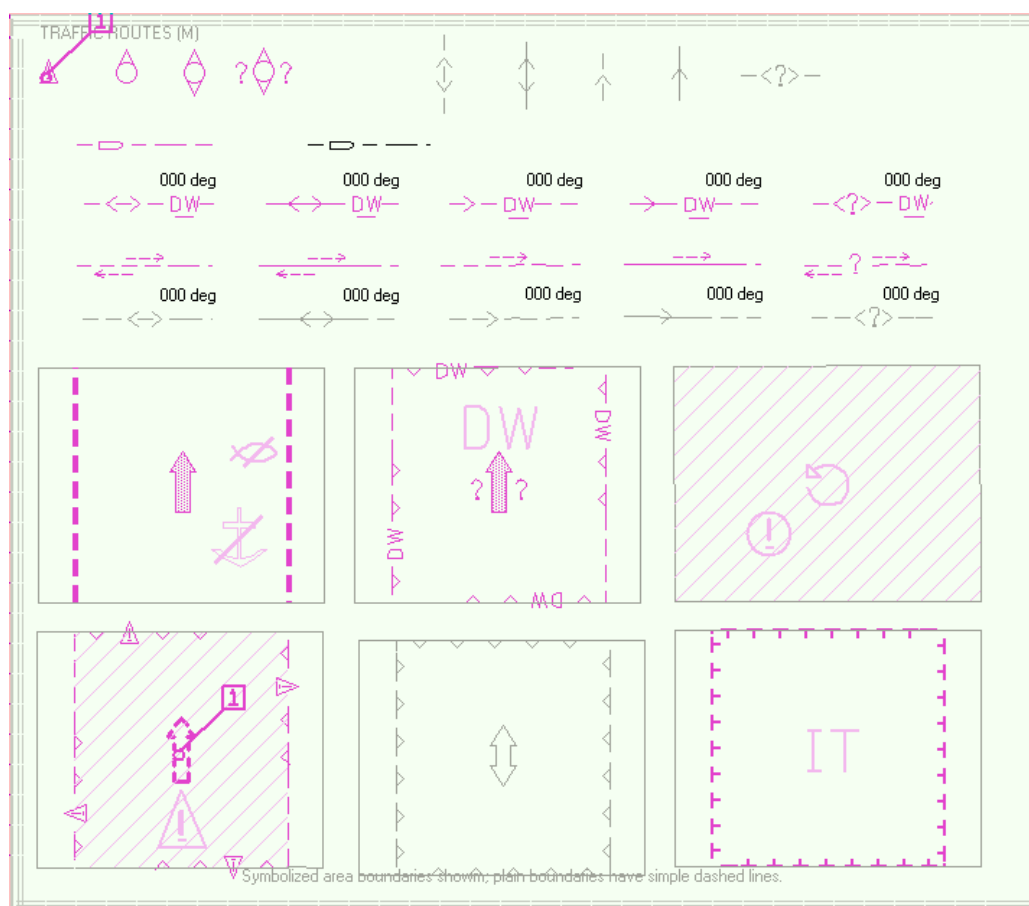 1
TRAFFIC ROUTES (M)
? ?
<?>
000 deg 000 deg 000 deg 000 deg 000 deg
DW DW DW DW ? DW
?
000 deg 000 deg 000 deg 000 deg 000 deg
?
DW
DW
DW
? ?
!
DW
DW
!
!
1
IT
!
!
!
Symbolized area boundaries shown; plain boundaries have simple dashed lines.